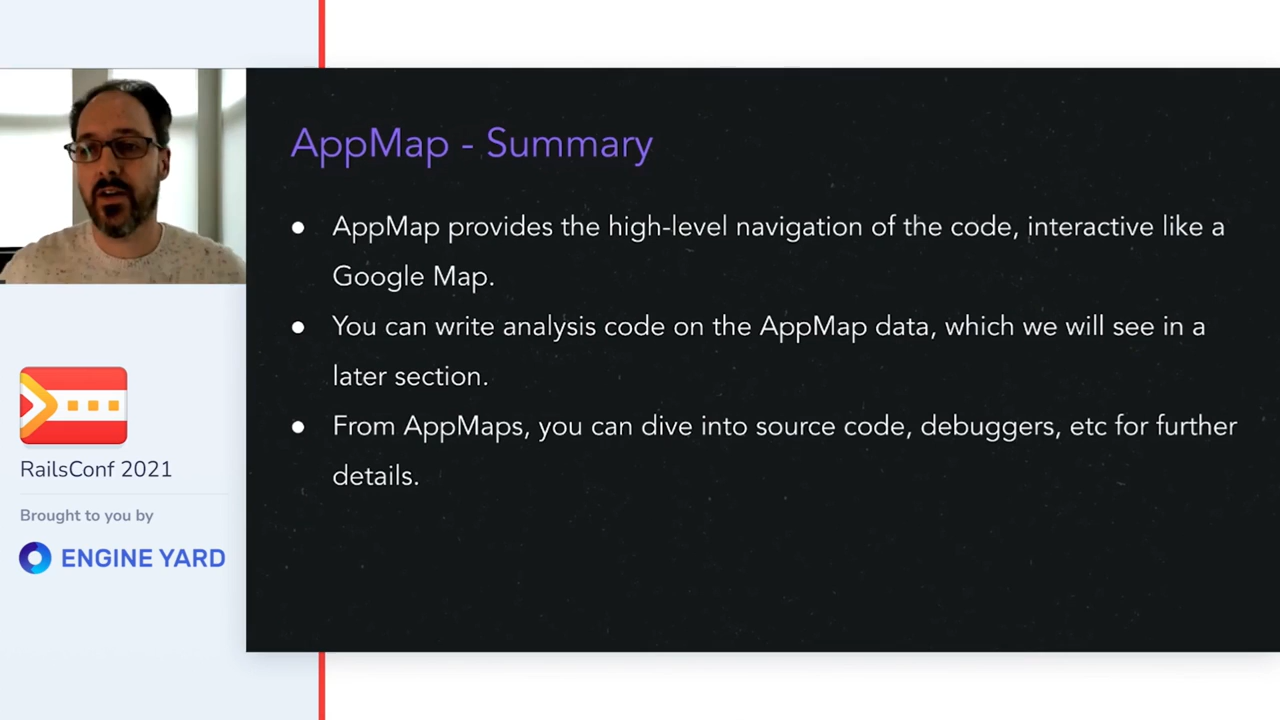 AppMap - Summary
● AppMap provides the high-level navigation of the code, interactive like a
Google Map.
● You can write analysis code on the AppMap data, which we will see in a
later section.
● From AppMaps, you can dive into source code, debuggers, etc for further
details.
RailsConf 2021
Brought to you by
ENGINE YARD